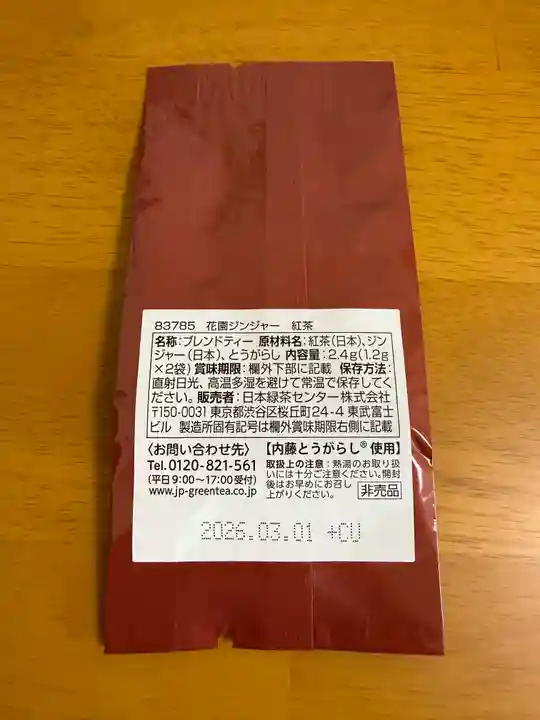 83785 花園ジンジャー 紅茶
名称:ブレンドティー 原材料名:紅茶(日本)、ジン
ジャー(日本)、とうがらし 内容量:2.4g(1.2g
×2袋) 賞味期限:欄外下部に記載 保存方法:
直射日光、高温多湿を避けて常温で保存してく
ださい。販売者:日本緑茶センター株式会社
〒150-0031 東京都渋谷区桜丘町24-4 東武富士
ビル 製造所固有記号は欄外賞味期限右側に記載
〈お問い合わせ先〉
Tel.0120-821-561
(平日9:00〜17:00受付)
www.jp-greentea.co.jp
【内藤とうがらし®使用】
取扱上の注意:熱湯のお取り扱
いには十分ご注意ください。開封
後はお早めにお召し
上がりください。
非売品
2026.03.01 +CU